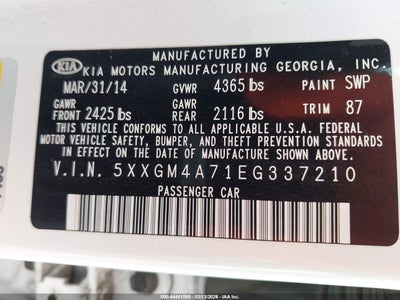 MANUFACTURED BY
KIA KIA MOTORS MANUFACTURING GEORGIA, INC.
MAR/31/14 GVWR 4365 lbs PAINT SWP
GAWR GAWR
FRONT 2425 lbs REAR 2116 lbs TRIM 87
THIS VEHICLE CONFORMS TO ALL APPLICABLE U.S.A. FEDERAL
MOTOR VEHICLE SAFETY, BUMPER, AND THEFT PREVENTION
STANDARDS IN EFFECT ON THE DATE OF MANUFACTURE SHOWN ABOVE.
V.I.N. 5XXGM4A71EG337210
PASSENGER CAR